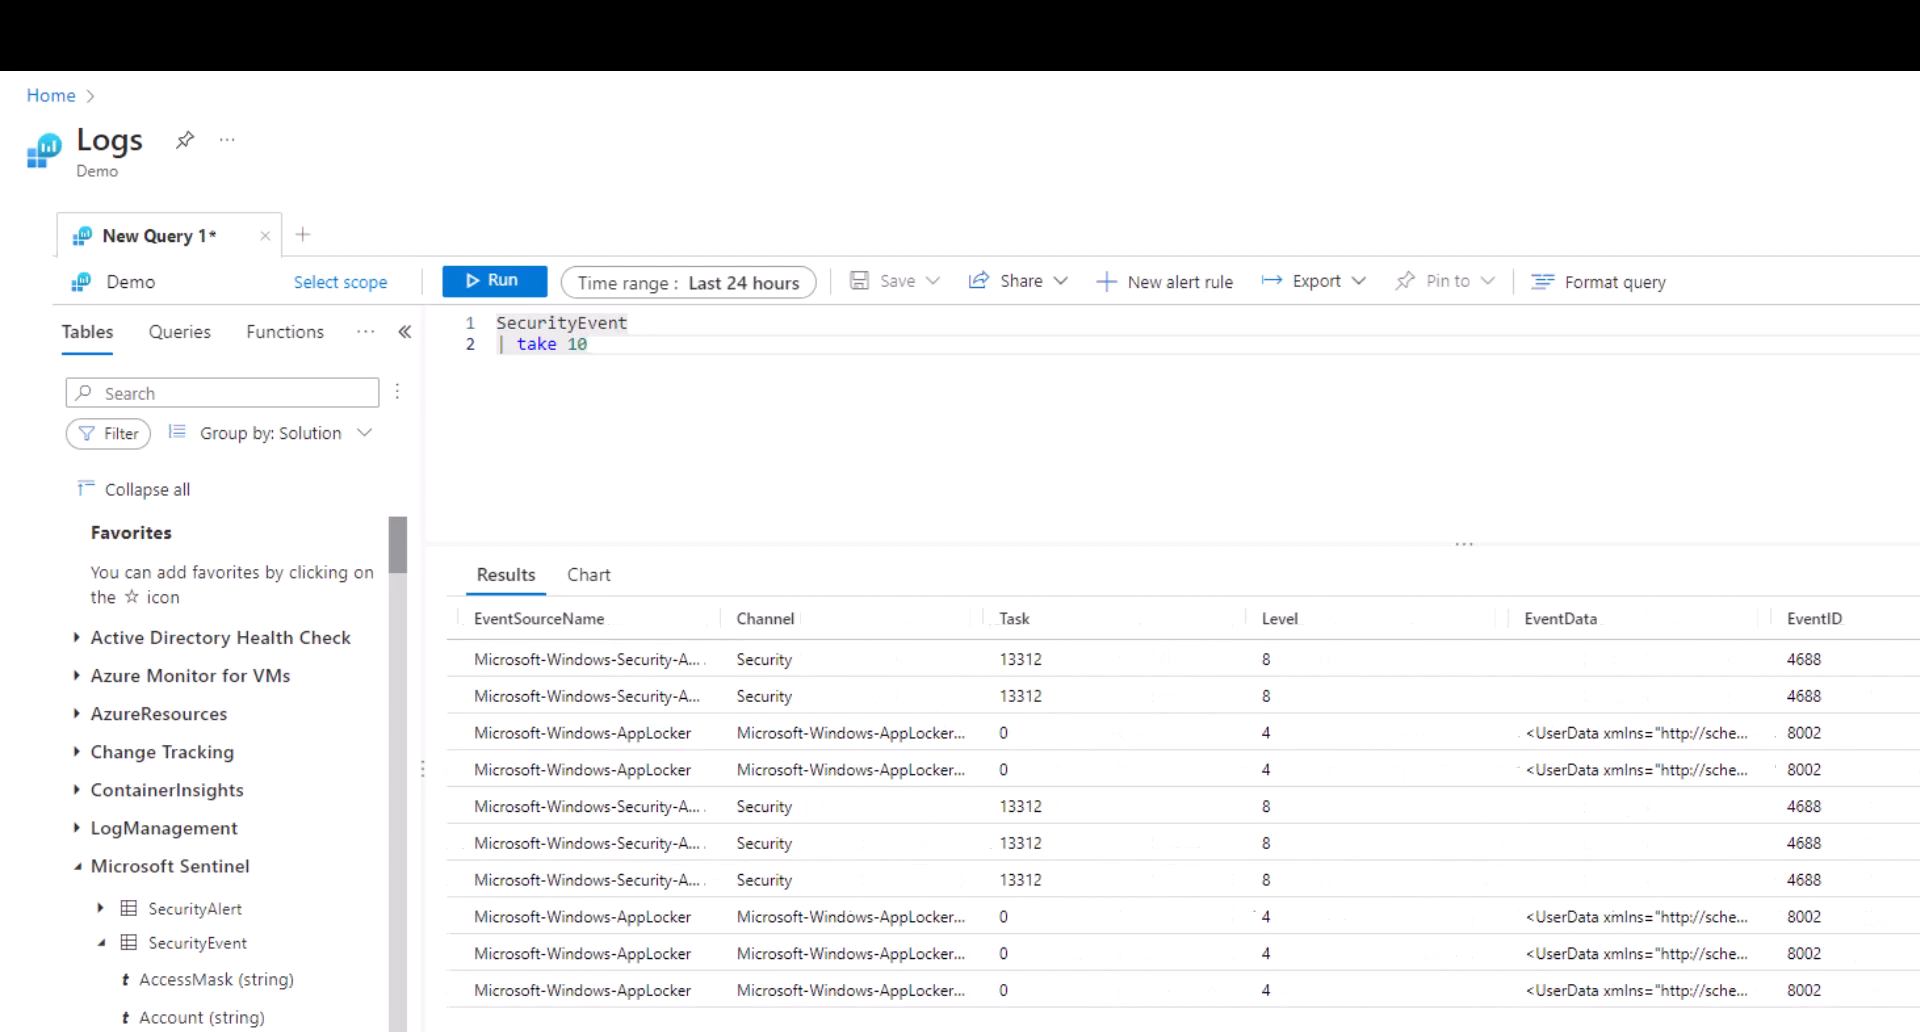 Home
Logs
Demo
New Query 1*
Demo Select scope Run Time range : Last 24 hours Save Share New alert rule Export Pin to Format query
Tables Queries Functions
1 SecurityEvent
2 | take 10
Search
Filter Group by: Solution
Collapse all
Favorites
You can add favorites by clicking on
the ☆ icon
Active Directory Health Check
Azure Monitor for VMs
AzureResources
Change Tracking
ContainerInsights
LogManagement
Microsoft Sentinel
SecurityAlert
SecurityEvent
t AccessMask (string)
t Account (string)
Results Chart
EventSourceName Channel Task Level EventData EventID
Microsoft-Windows-Security-A... Security 13312 8 4688
Microsoft-Windows-Security-A... Security 13312 8 4688
Microsoft-Windows-AppLocker Microsoft-Windows-AppLocker... 0 4 <UserData xmlns="http://sche... 8002
Microsoft-Windows-AppLocker Microsoft-Windows-AppLocker... 0 4 <UserData xmlns="http://sche... 8002
Microsoft-Windows-Security-A... Security 13312 8 4688
Microsoft-Windows-Security-A... Security 13312 8 4688
Microsoft-Windows-Security-A... Security 13312 8 4688
Microsoft-Windows-AppLocker Microsoft-Windows-AppLocker... 0 4 <UserData xmlns="http://sche... 8002
Microsoft-Windows-AppLocker Microsoft-Windows-AppLocker... 0 4 <UserData xmlns="http://sche... 8002
Microsoft-Windows-AppLocker Microsoft-Windows-AppLocker... 0 4 <UserData xmlns="http://sche... 8002